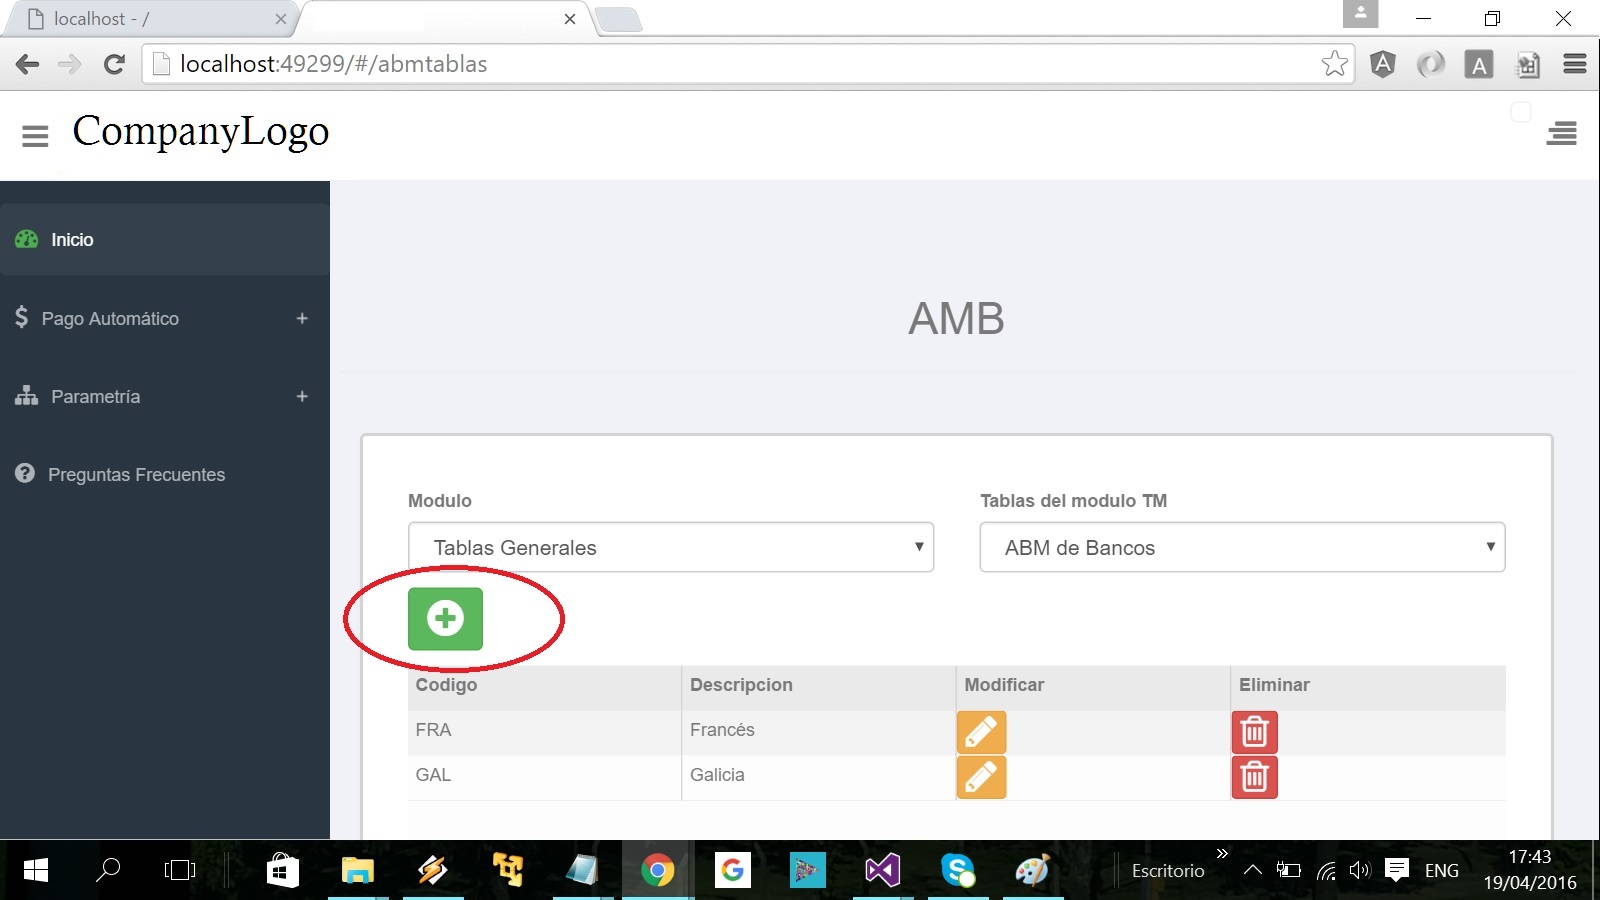 localhost - /
localhost:49299/#/abmtablas
CompanyLogo
Inicio
Pago Automático +
Parametría +
Preguntas Frecuentes
AMB
Modulo
Tablas del modulo TM
Tablas Generales
ABM de Bancos
Codigo Descripcion Modificar Eliminar
FRA Francés
GAL Galicia
Escritorio
ENG
17:43
19/04/2016